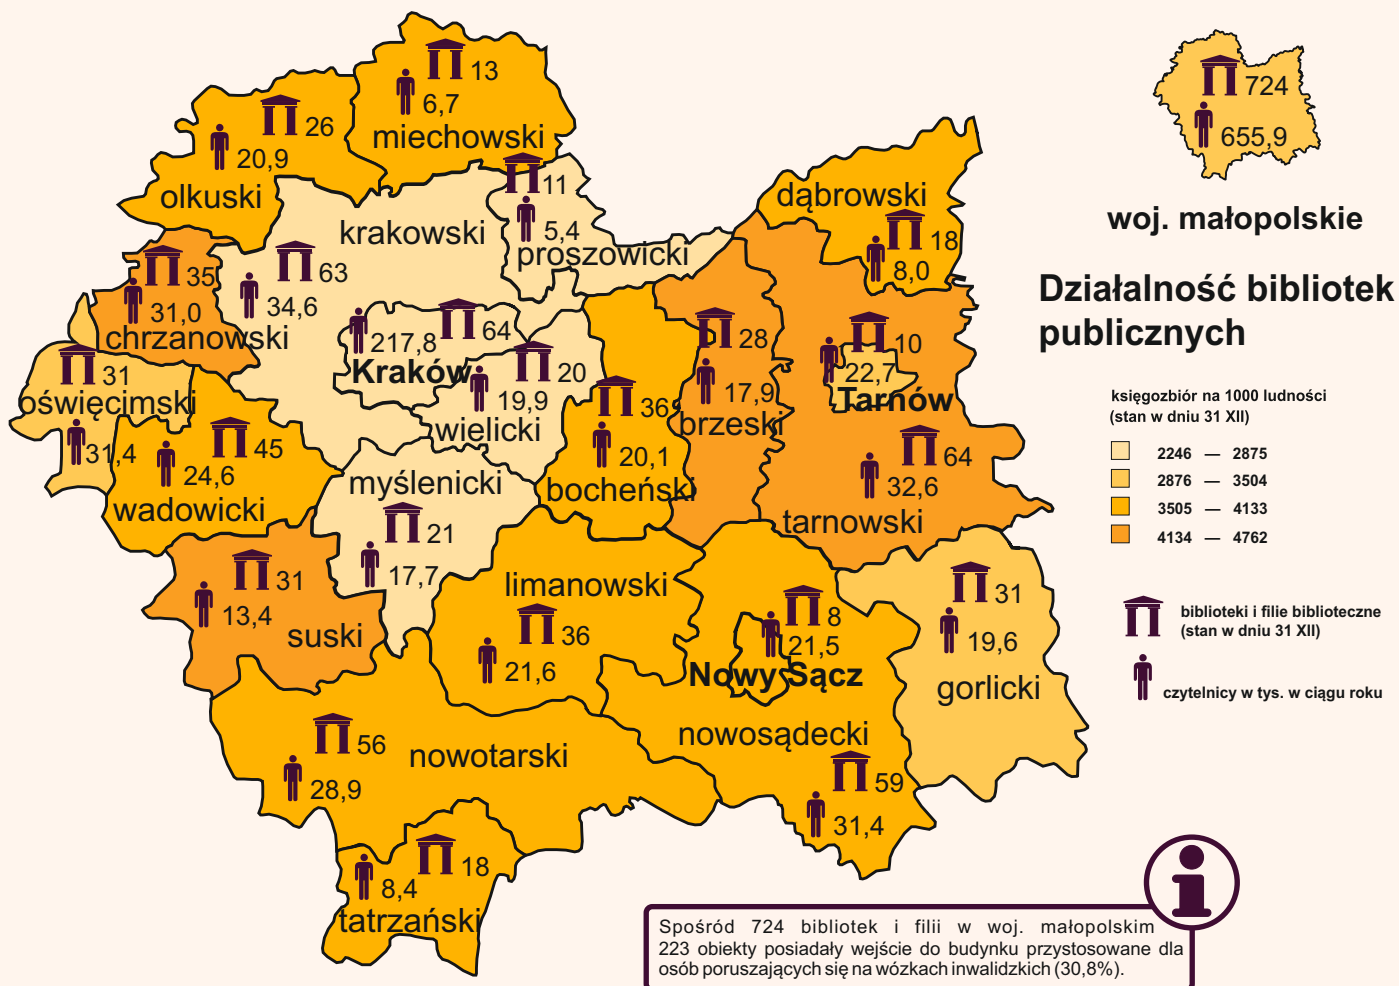 13
6,7
miechowski
26
20,9
olkuski
724
655,9
woj. małopolskie
Działalność bibliotek
publicznych
księgozbiór na 1000 ludności
(stan w dniu 31 XII)
2246 — 2875
2876 — 3504
3505 — 4133
4134 — 4762
biblioteki i filie biblioteczne
(stan w dniu 31 XII)
czytelnicy w tys. w ciągu roku
11
5,4
proszowicki
dąbrowski
18
8,0
krakowski
63
34,6
35
31,0
chrzanowski
64
217,8
Kraków
20
19,9
wielicki
28
17,9
brzeski
10
22,7
Tarnów
64
32,6
tarnowski
31
oświęcimski
31,4
45
24,6
wadowicki
36
20,1
bocheński
myślenicki
21
17,7
31
13,4
suski
limanowski
36
21,6
8
21,5
Nowy Sącz
nowosądecki
59
31,4
31
19,6
gorlicki
56
nowotarski
28,9
18
8,4
tatrzański
Spośród 724 bibliotek i filii w woj. małopolskim
223 obiekty posiadały wejście do budynku przystosowane dla
osób poruszających się na wózkach inwalidzkich (30,8%).